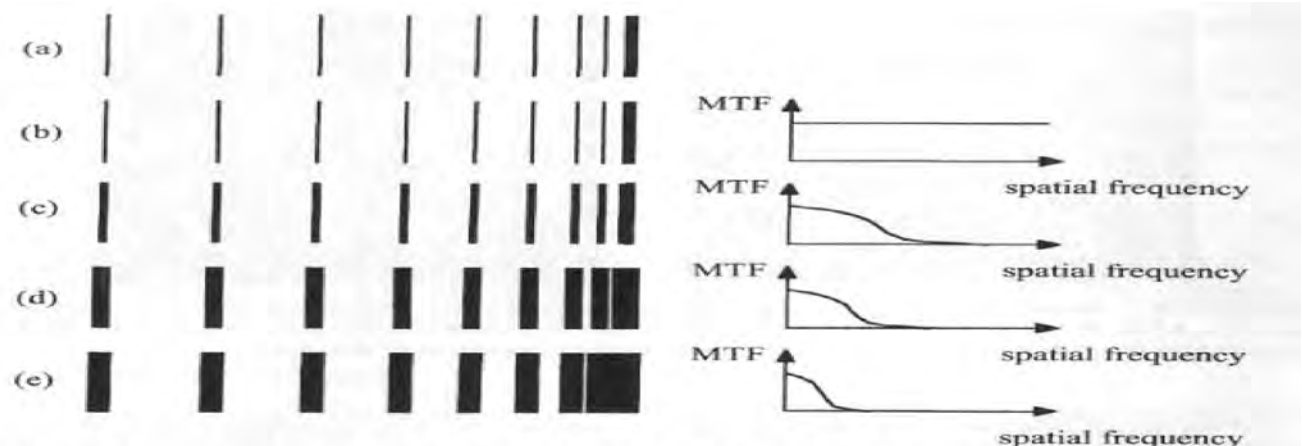 (a)
(b)
MTF
spatial frequency
(c)
MTF
spatial frequency
(d)
MTF
spatial frequency
(e)
MTF
spatial frequency